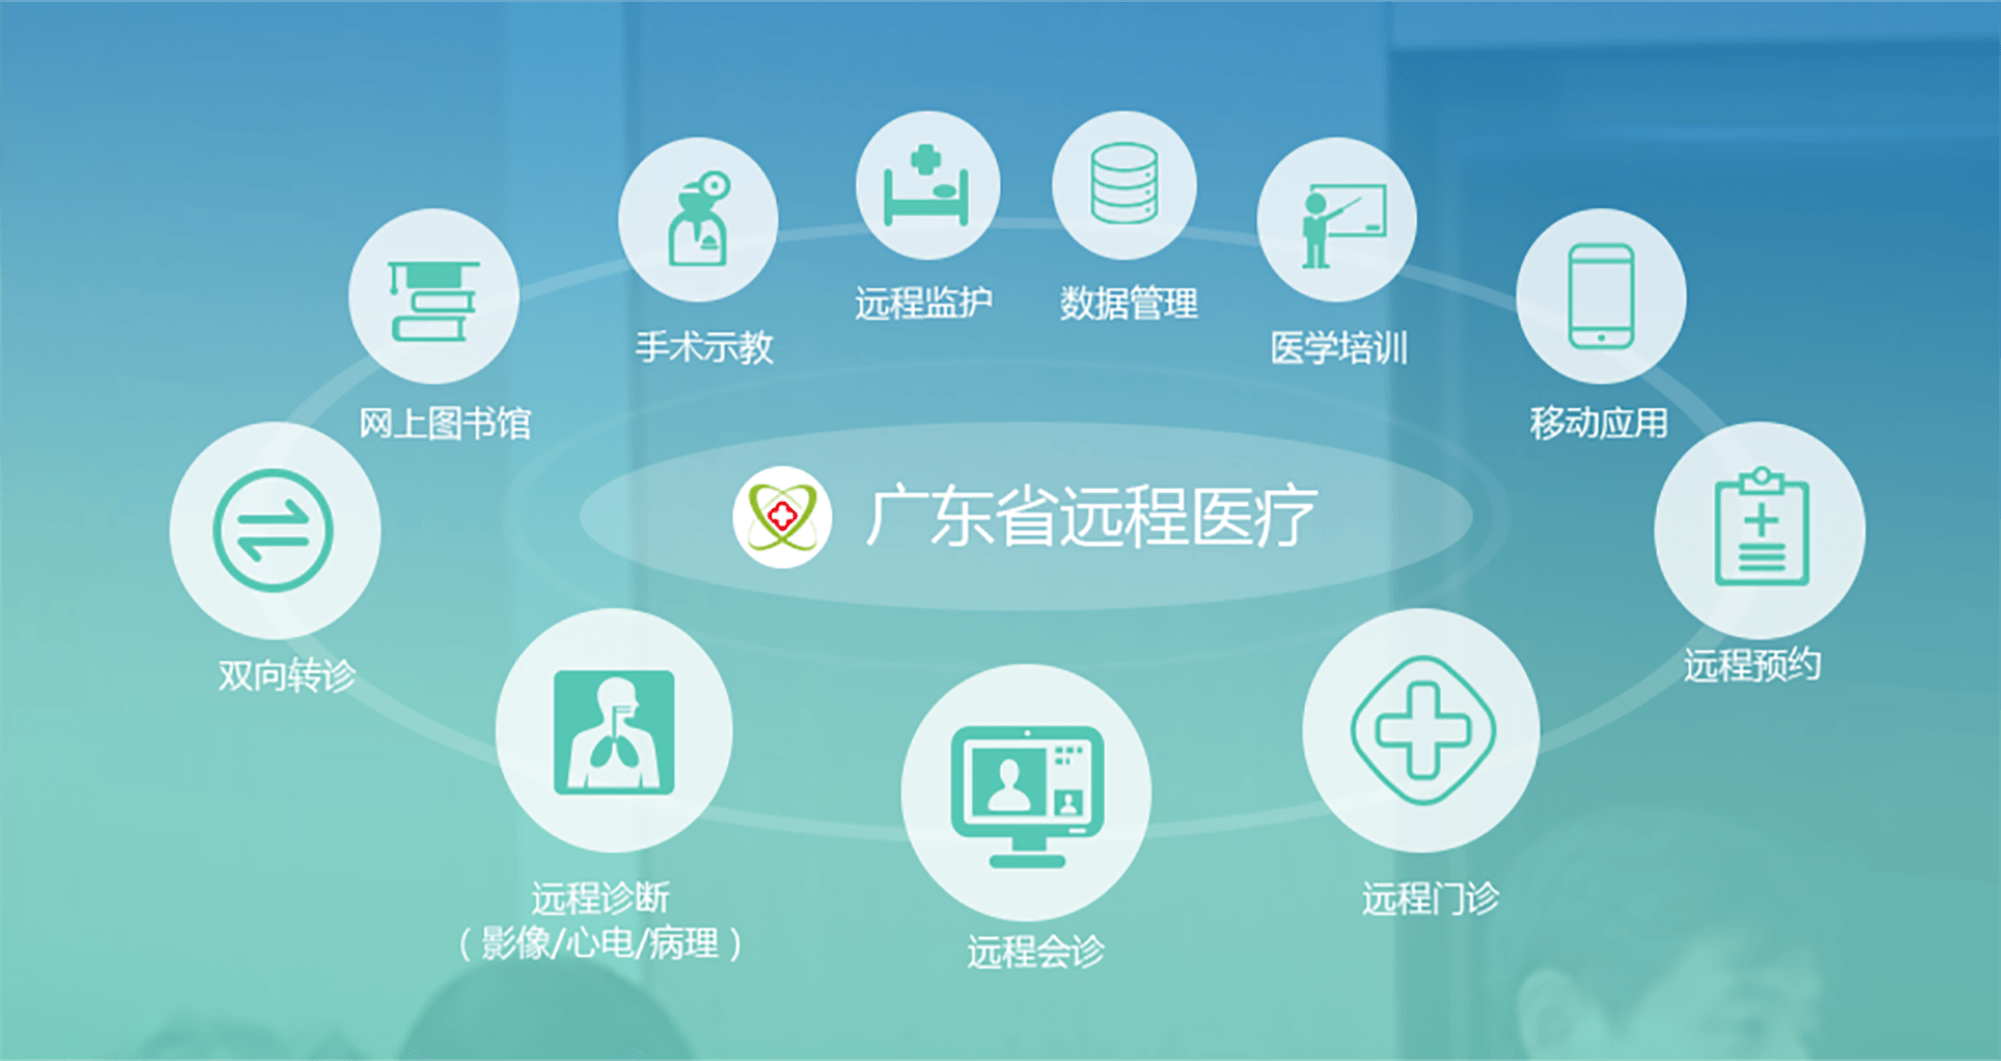 远程监护
数据管理
手术示教
医学培训
网上图书馆
移动应用
广东省远程医疗
双向转诊
远程预约
远程诊断
（影像/心电/病理）
远程会诊
远程门诊